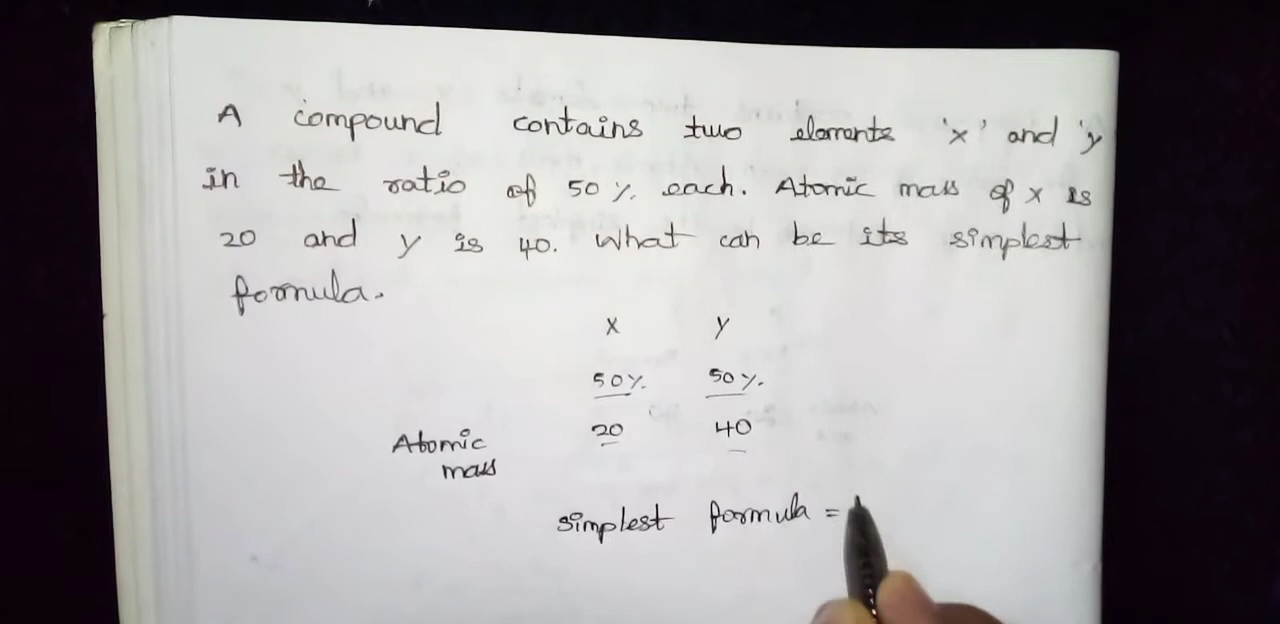 A compound contains two elements 'x' and 'y
in the ratio of 50 %. each. Atomic mass of x is
20 and y is 40. What can be its simplest
formula.
x y
50%. 50%.
20 40
Atomic
mass
simplest formula =